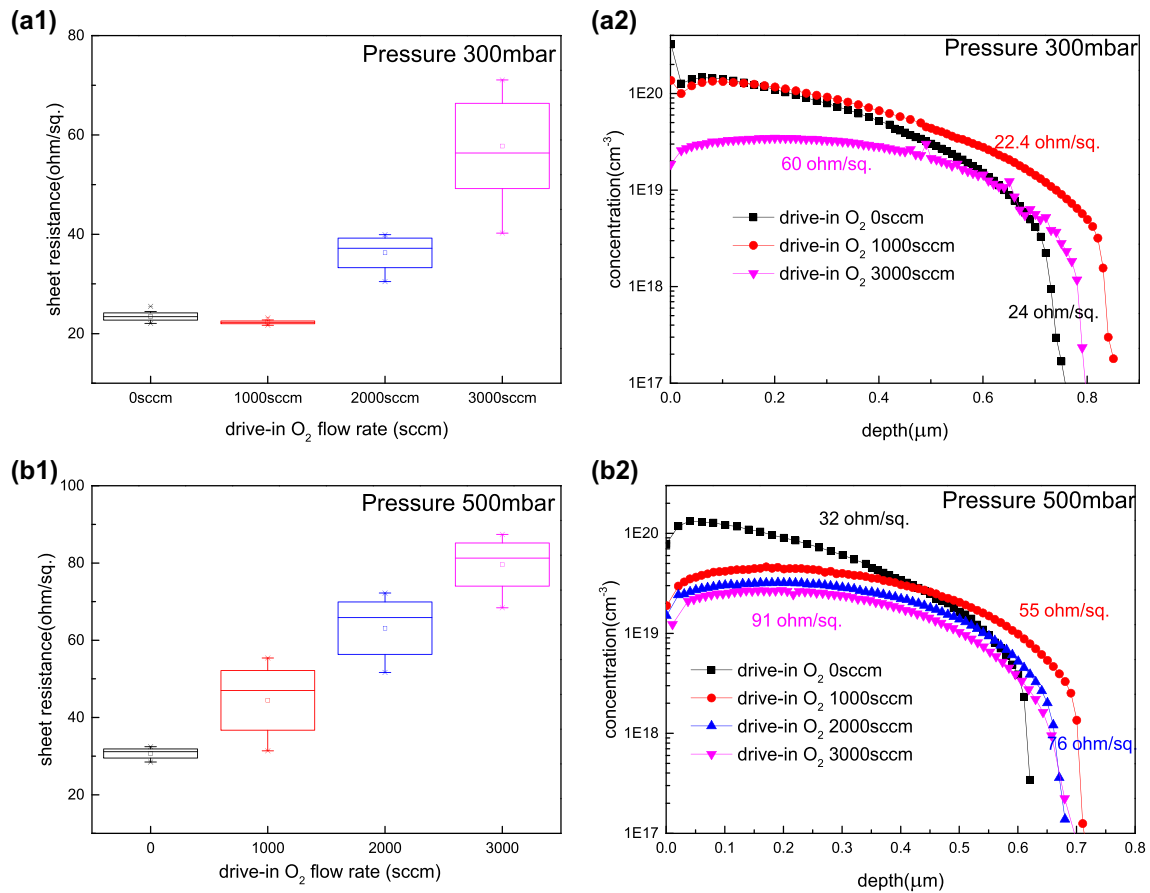 (a1)
Pressure 300mbar
sheet resistance(ohm/sq.)
80
60
40
20
0sccm 1000sccm 2000sccm 3000sccm
drive-in O₂ flow rate (sccm)
(a2)
Pressure 300mbar
concentration(cm⁻³)
1E20
1E19
1E18
1E17
22.4 ohm/sq.
60 ohm/sq.
drive-in O₂ 0sccm
drive-in O₂ 1000sccm
drive-in O₂ 3000sccm
24 ohm/sq.
0.0 0.2 0.4 0.6 0.8
depth(μm)
(b1)
Pressure 500mbar
sheet resistance(ohm/sq.)
100
80
60
40
20
0 1000 2000 3000
drive-in O₂ flow rate (sccm)
(b2)
Pressure 500mbar
concentration(cm⁻³)
1E20
1E19
1E18
1E17
32 ohm/sq.
55 ohm/sq.
91 ohm/sq.
drive-in O₂ 0sccm
drive-in O₂ 1000sccm
drive-in O₂ 2000sccm
drive-in O₂ 3000sccm
76 ohm/sq.
0.0 0.1 0.2 0.3 0.4 0.5 0.6 0.7 0.8
depth(μm)